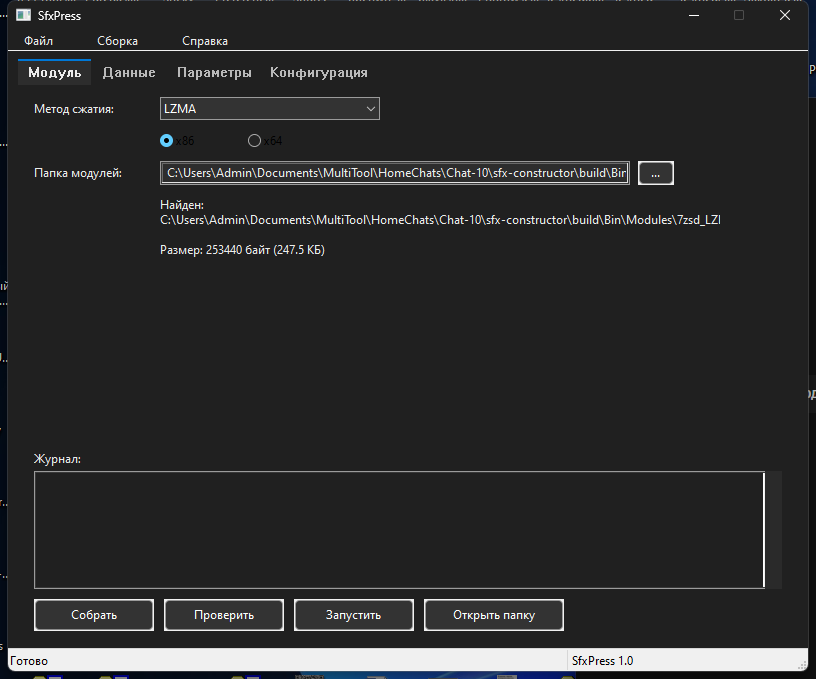 SfxPress
Файл Сборка Справка
Модуль Данные Параметры Конфигурация
Метод сжатия: LZMA
x86 x64
Папка модулей: C:\Users\Admin\Documents\MultiTool\HomeChats\Chat-10\sfx-constructor\build\Bin ...
Найден:
C:\Users\Admin\Documents\MultiTool\HomeChats\Chat-10\sfx-constructor\build\Bin\Modules\7zsd_LZ
Размер: 253440 байт (247.5 КБ)
Журнал:
Собрать Проверить Запустить Открыть папку
Готово SfxPress 1.0